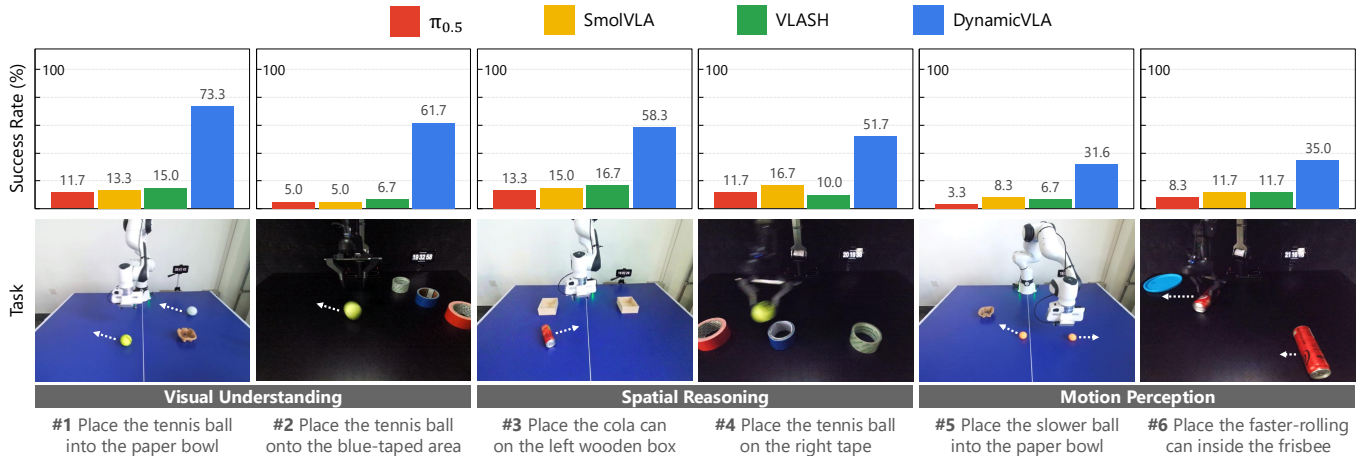 π0.5 SmolVLA VLASH DynamicVLA
Success Rate (%)
100 100 100 100 100 100
11.7 13.3 15.0 73.3
5.0 5.0 6.7 61.7
13.3 15.0 16.7 58.3
11.7 16.7 10.0 51.7
3.3 8.3 6.7 31.6
8.3 11.7 11.7 35.0
Task
Visual Understanding
Spatial Reasoning
Motion Perception
#1 Place the tennis ball
into the paper bowl
#2 Place the tennis ball
onto the blue-taped area
#3 Place the cola can
on the left wooden box
#4 Place the tennis ball
on the right tape
#5 Place the slower ball
into the paper bowl
#6 Place the faster-rolling
can inside the frisbee